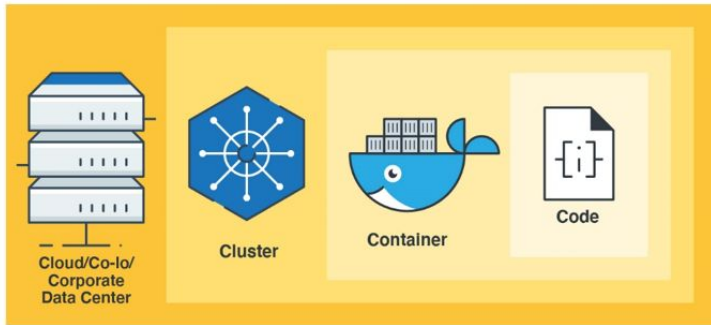 Cloud/Co-lo/
Corporate
Data Center
Cluster
Container
{i}
Code